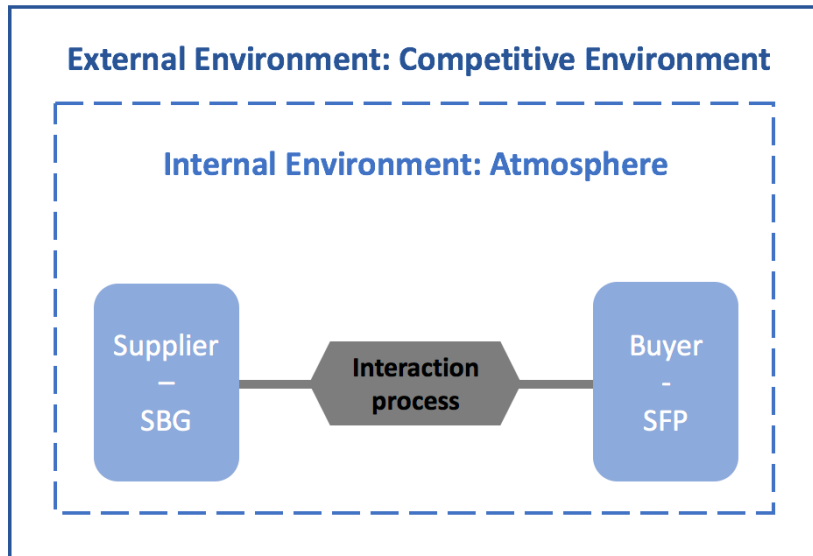 External Environment: Competitive Environment
Internal Environment: Atmosphere
Supplier
–
SBG
Interaction
process
Buyer
-
SFP